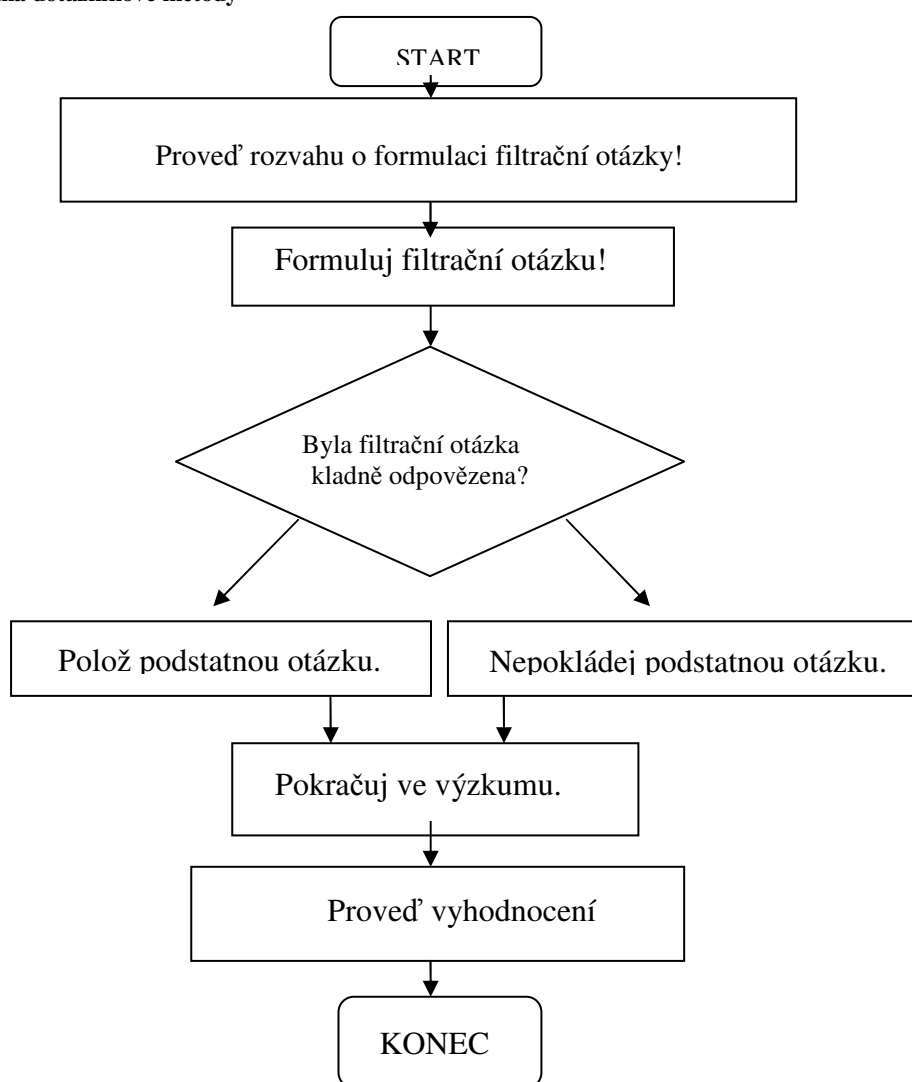 dotazníkové metody
START
Proveď rozvahu o formulaci filtrační otázky!
Formuluj filtrační otázku!
Byla filtrační otázka
kladně odpovězena?
Polož podstatnou otázku.
Nepokládej podstatnou otázku.
Pokračuj ve výzkumu.
Proveď vyhodnocení
KONEC